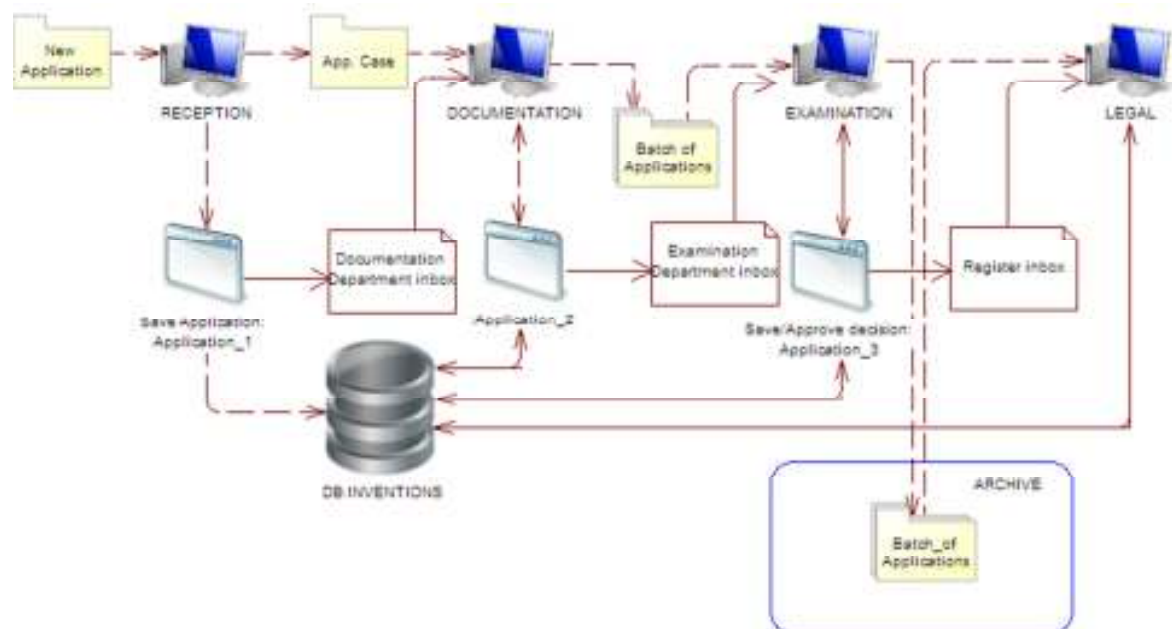 New
Application
RECEPTION
App. Case
DOCUMENTATION
Batch of
Applications
EXAMINATION
LEGAL
Documentation
Department inbox
Examination
Department inbox
Register inbox
Save Application:
Application_1
Application_2
Save/Approve decision:
Application_3
DB.INVENTIONS
ARCHIVE
Batch_of
Applications